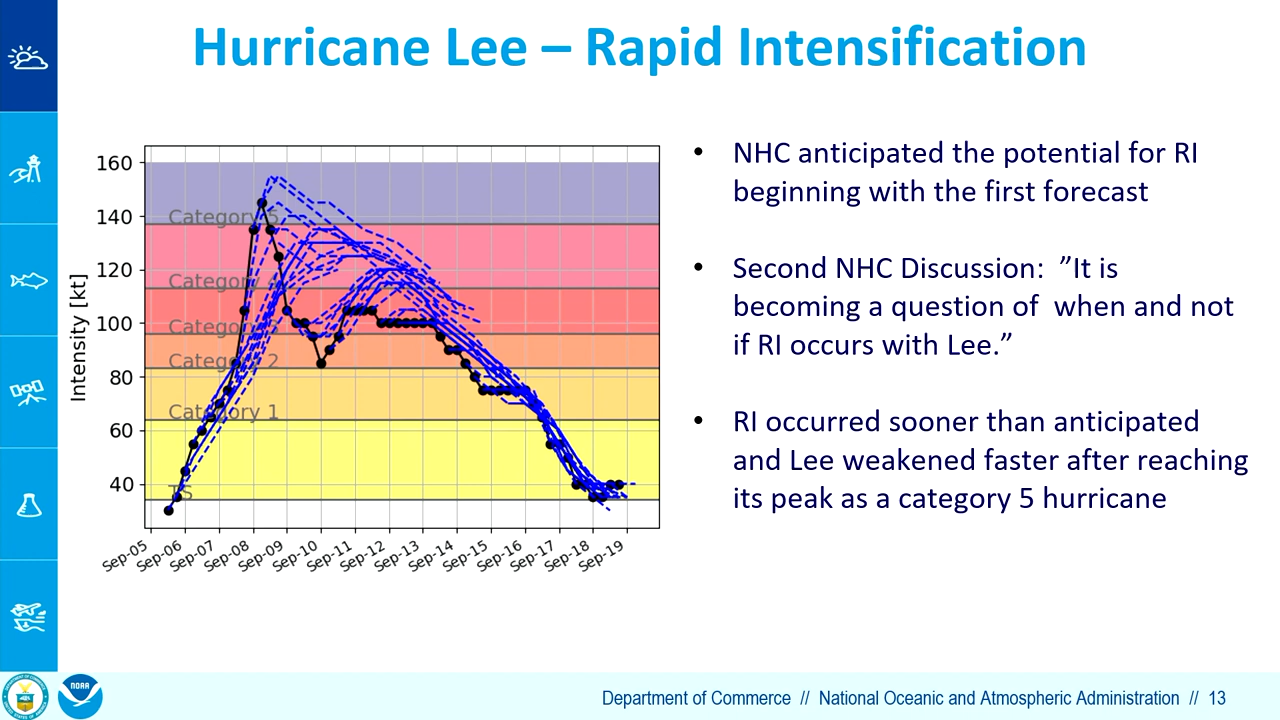 Hurricane Lee – Rapid Intensification
160
140
120
100
80
60
40
Intensity [kt]
Category 5
Category 4
Category 3
Category 2
Category 1
TS
Sep-05
Sep-06
Sep-07
Sep-08
Sep-09
Sep-10
Sep-11
Sep-12
Sep-13
Sep-14
Sep-15
Sep-16
Sep-17
Sep-18
Sep-19
• NHC anticipated the potential for RI
beginning with the first forecast
• Second NHC Discussion: ”It is
becoming a question of when and not
if RI occurs with Lee.”
• RI occurred sooner than anticipated
and Lee weakened faster after reaching
its peak as a category 5 hurricane
NOAA
Department of Commerce // National Oceanic and Atmospheric Administration // 13